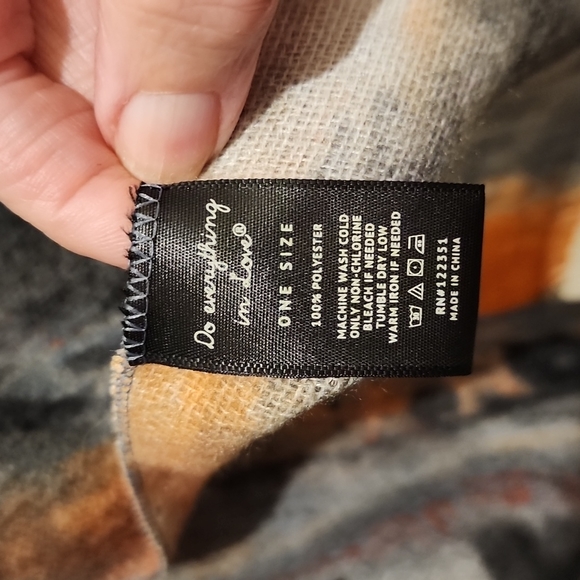 Do everything
in Love®
ONE SIZE
100% POLYESTER
MACHINE WASH COLD
ONLY NON-CHLORINE
BLEACH IF NEEDED
TUMBLE DRY LOW
WARM IRON IF NEEDED
RN#122351
MADE IN CHINA